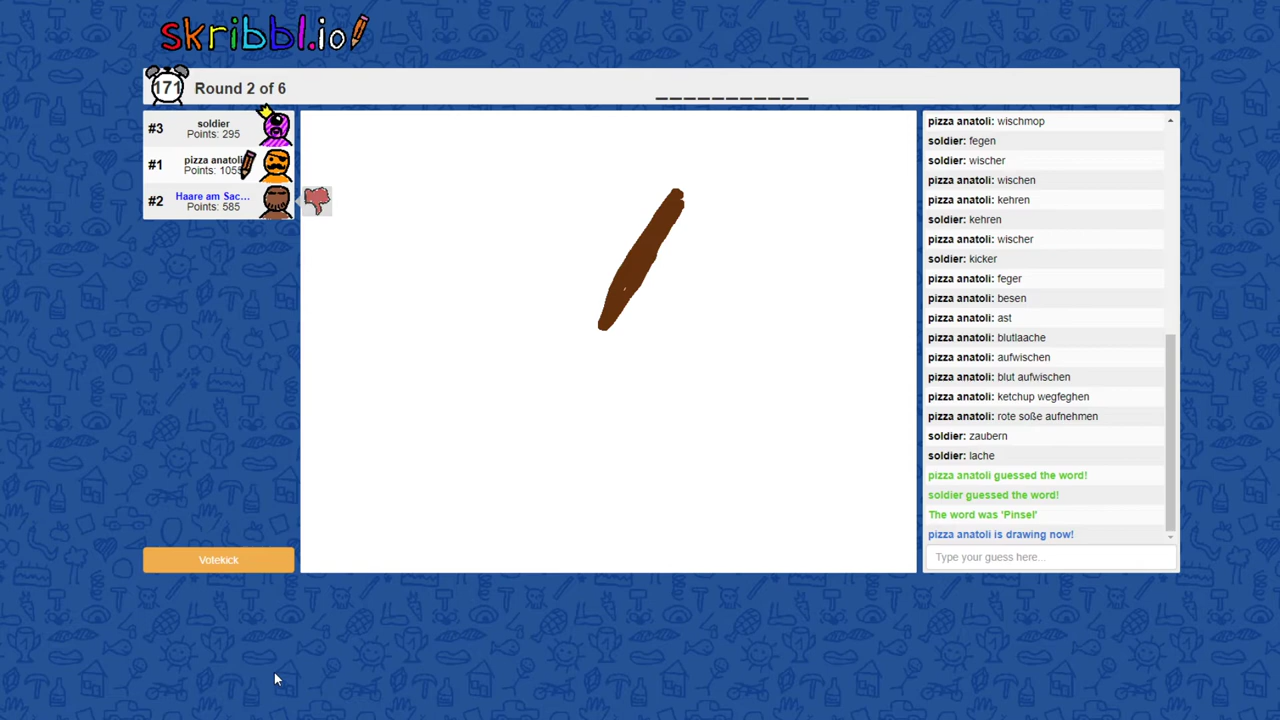 skribbl.io
171 Round 2 of 6
___________
#3 soldier
Points: 295
#1 pizza anatoli
Points: 1055
#2 Haare am Sac...
Points: 585
Votekick
pizza anatoli: wischmop
soldier: fegen
soldier: wischer
pizza anatoli: wischen
pizza anatoli: kehren
soldier: kehren
pizza anatoli: wischer
soldier: kicker
pizza anatoli: feger
pizza anatoli: besen
pizza anatoli: ast
pizza anatoli: blutlaache
pizza anatoli: aufwischen
pizza anatoli: blut aufwischen
pizza anatoli: ketchup wegfeghen
pizza anatoli: rote soße aufnehmen
soldier: zaubern
soldier: lache
pizza anatoli guessed the word!
soldier guessed the word!
The word was 'Pinsel'
pizza anatoli is drawing now!
Type your guess here...